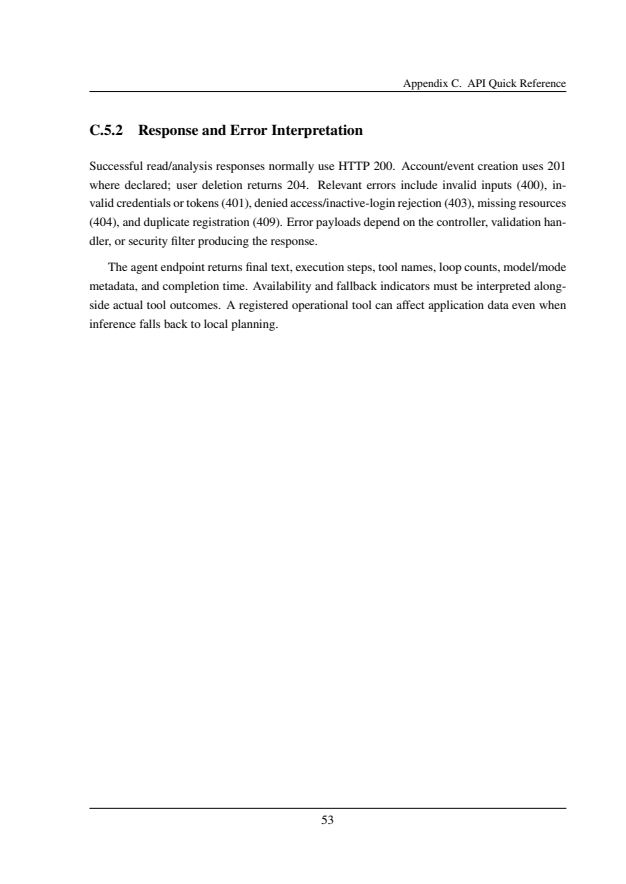 Appendix C. API Quick Reference
C.5.2 Response and Error Interpretation
Successful read/analysis responses normally use HTTP 200. Account/event creation uses 201
where declared; user deletion returns 204. Relevant errors include invalid inputs (400), in-
valid credentials or tokens (401), denied access/inactive-login rejection (403), missing resources
(404), and duplicate registration (409). Error payloads depend on the controller, validation han-
dler, or security filter producing the response.
The agent endpoint returns final text, execution steps, tool names, loop counts, model/mode
metadata, and completion time. Availability and fallback indicators must be interpreted along-
side actual tool outcomes. A registered operational tool can affect application data even when
inference falls back to local planning.
53